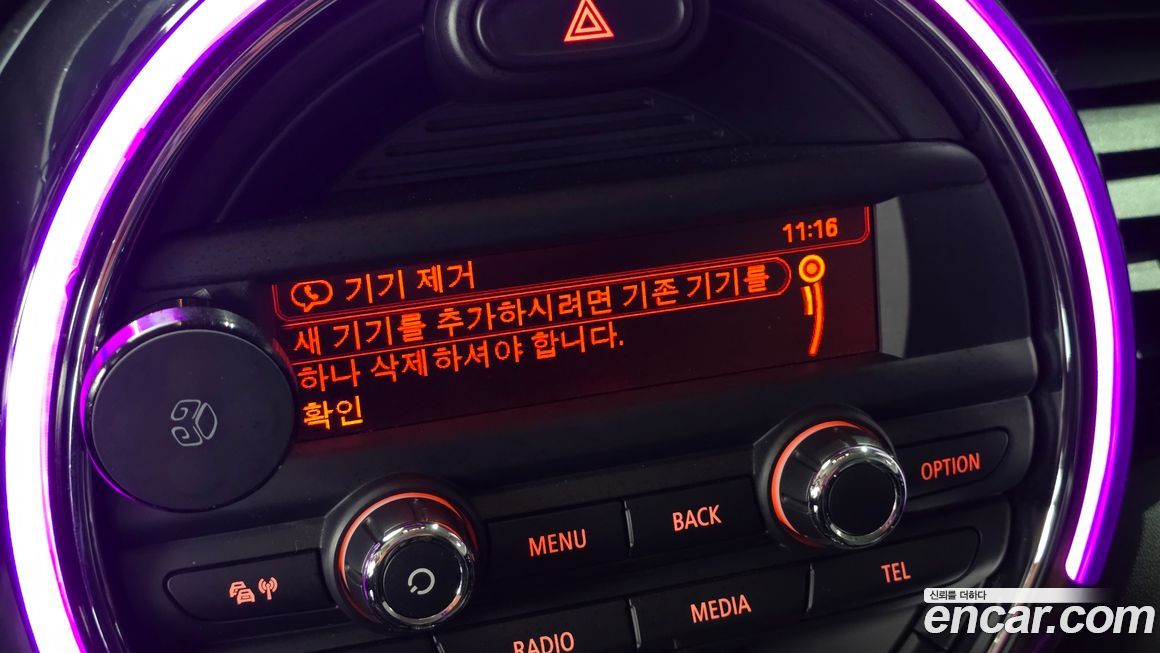 11:16
기기 제거
새 기기를 추가하시려면 기존 기기를
하나 삭제하셔야 합니다.
확인
OPTION
MENU
BACK
TEL
MEDIA
RADIO
신뢰를 더하다
encar.com